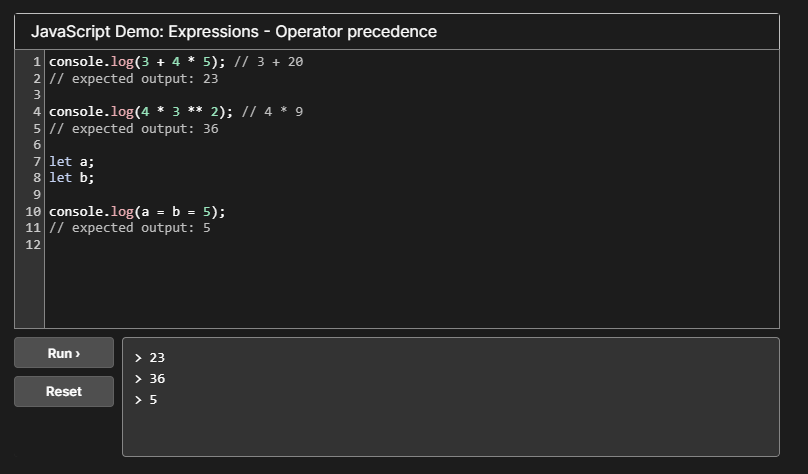 JavaScript Demo: Expressions - Operator precedence
1 console.log(3 + 4 * 5); // 3 + 20
2 // expected output: 23
3
4 console.log(4 * 3 ** 2); // 4 * 9
5 // expected output: 36
6
7 let a;
8 let b;
9
10 console.log(a = b = 5);
11 // expected output: 5
12
Run ›
> 23
> 36
Reset
> 5